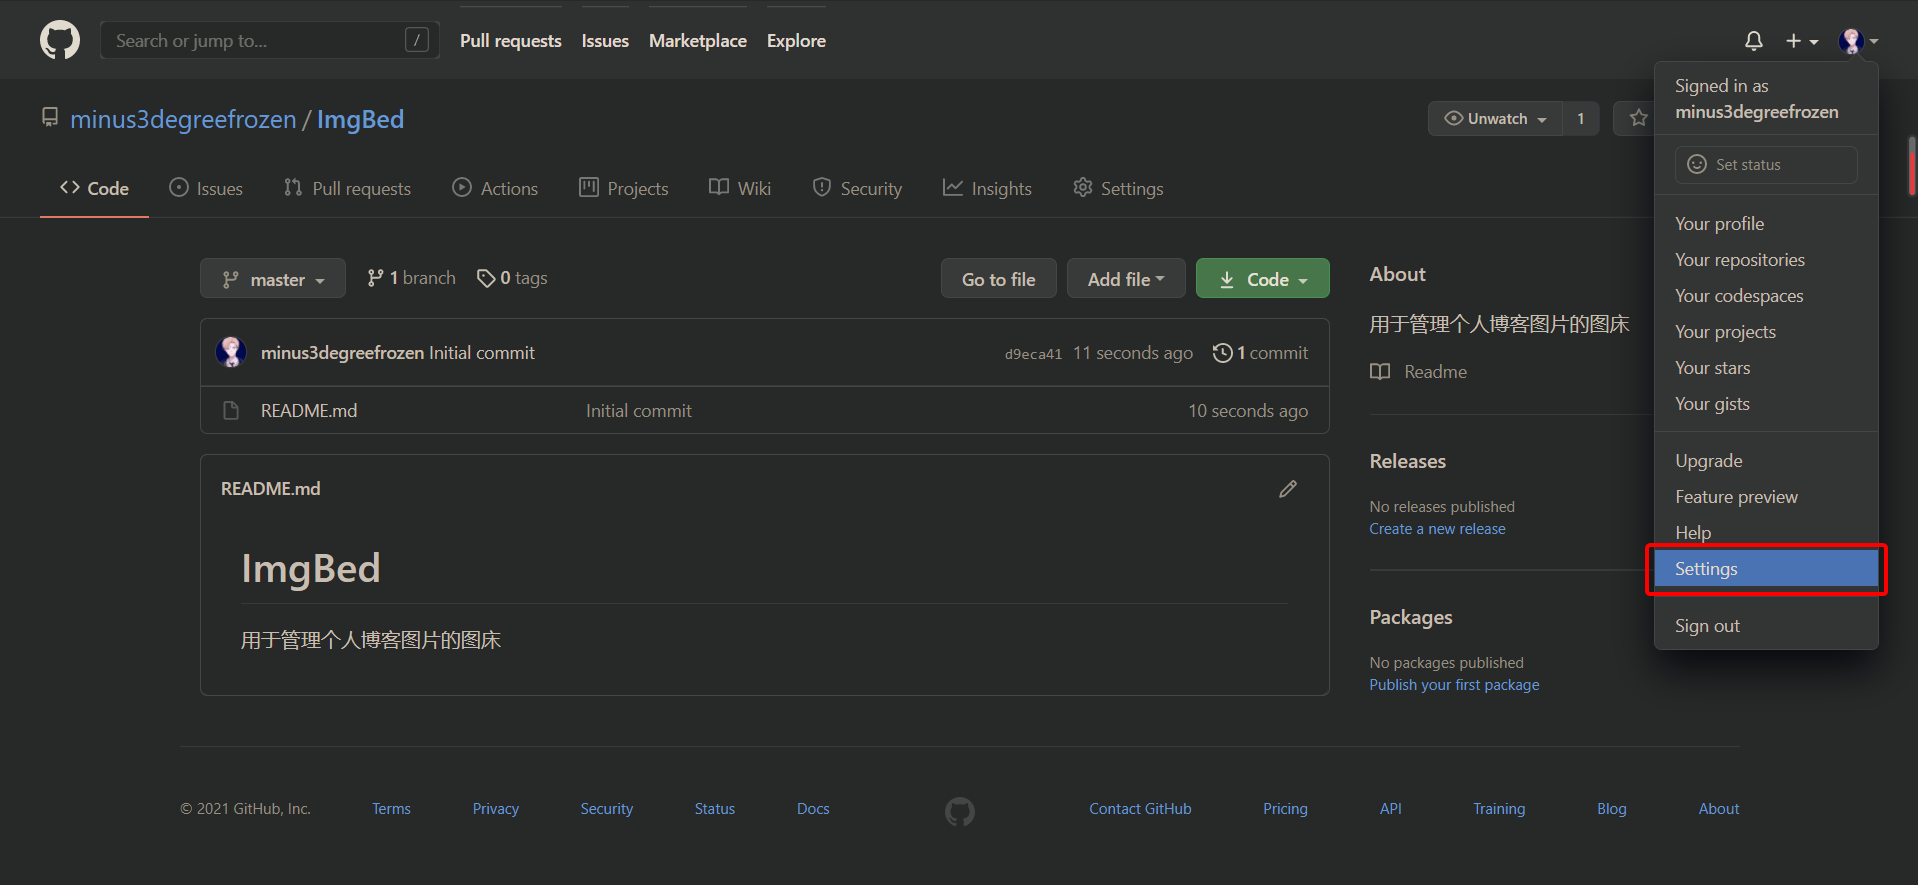 Search or jump to...
/
Pull requests
Issues
Marketplace
Explore
minus3degreefrozen / ImgBed
Unwatch
1
Code
Issues
Pull requests
Actions
Projects
Wiki
Security
Insights
Settings
master
1 branch
0 tags
Go to file
Add file
Code
minus3degreefrozen Initial commit
d9eca41 11 seconds ago
1 commit
README.md
Initial commit
10 seconds ago
README.md
ImgBed
用于管理个人博客图片的图床
About
用于管理个人博客图片的图床
Readme
Releases
No releases published
Create a new release
Packages
No packages published
Publish your first package
Signed in as
minus3degreefrozen
Set status
Your profile
Your repositories
Your codespaces
Your projects
Your stars
Your gists
Upgrade
Feature preview
Help
Settings
Sign out
© 2021 GitHub, Inc.
Terms
Privacy
Security
Status
Docs
Contact GitHub
Pricing
API
Training
Blog
About